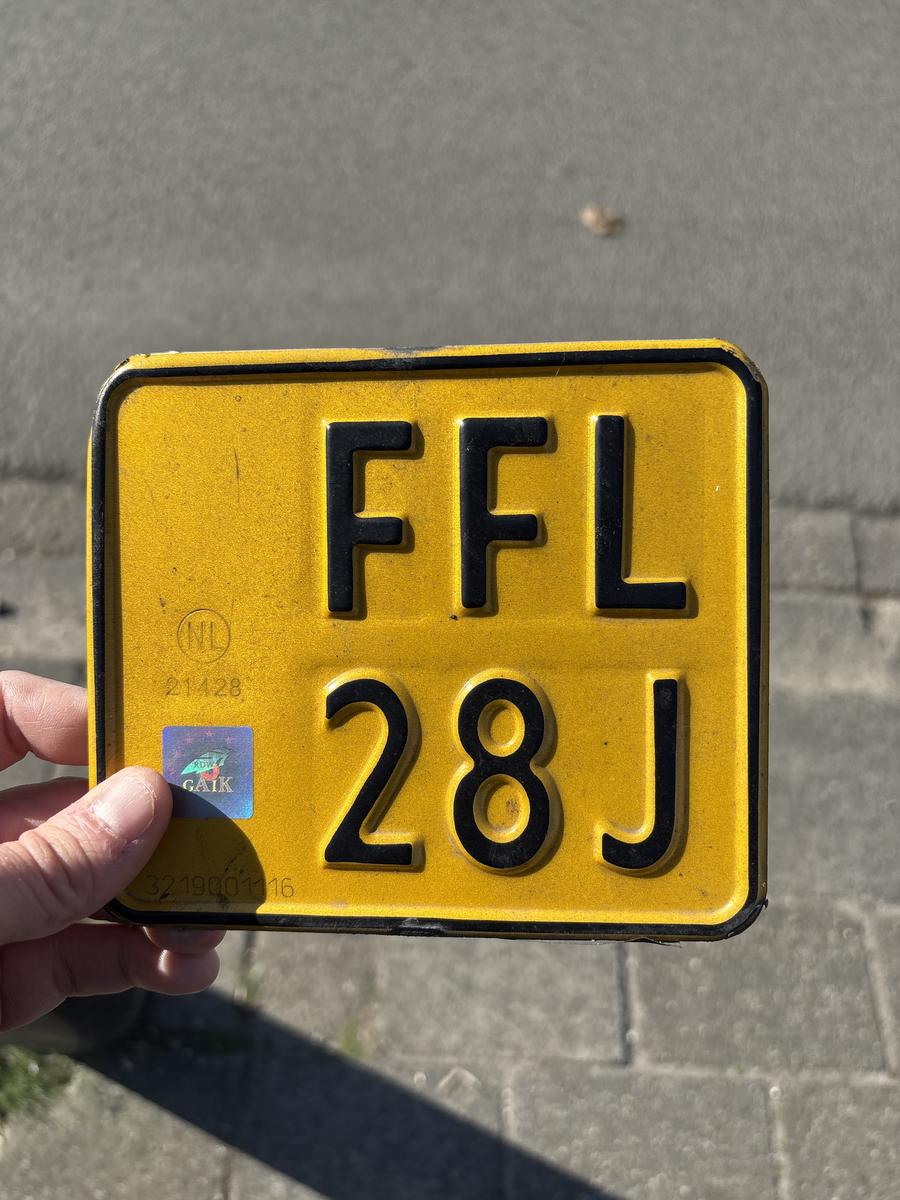 FFL
28J
NL
21428
RDW
GAIK
3219001116